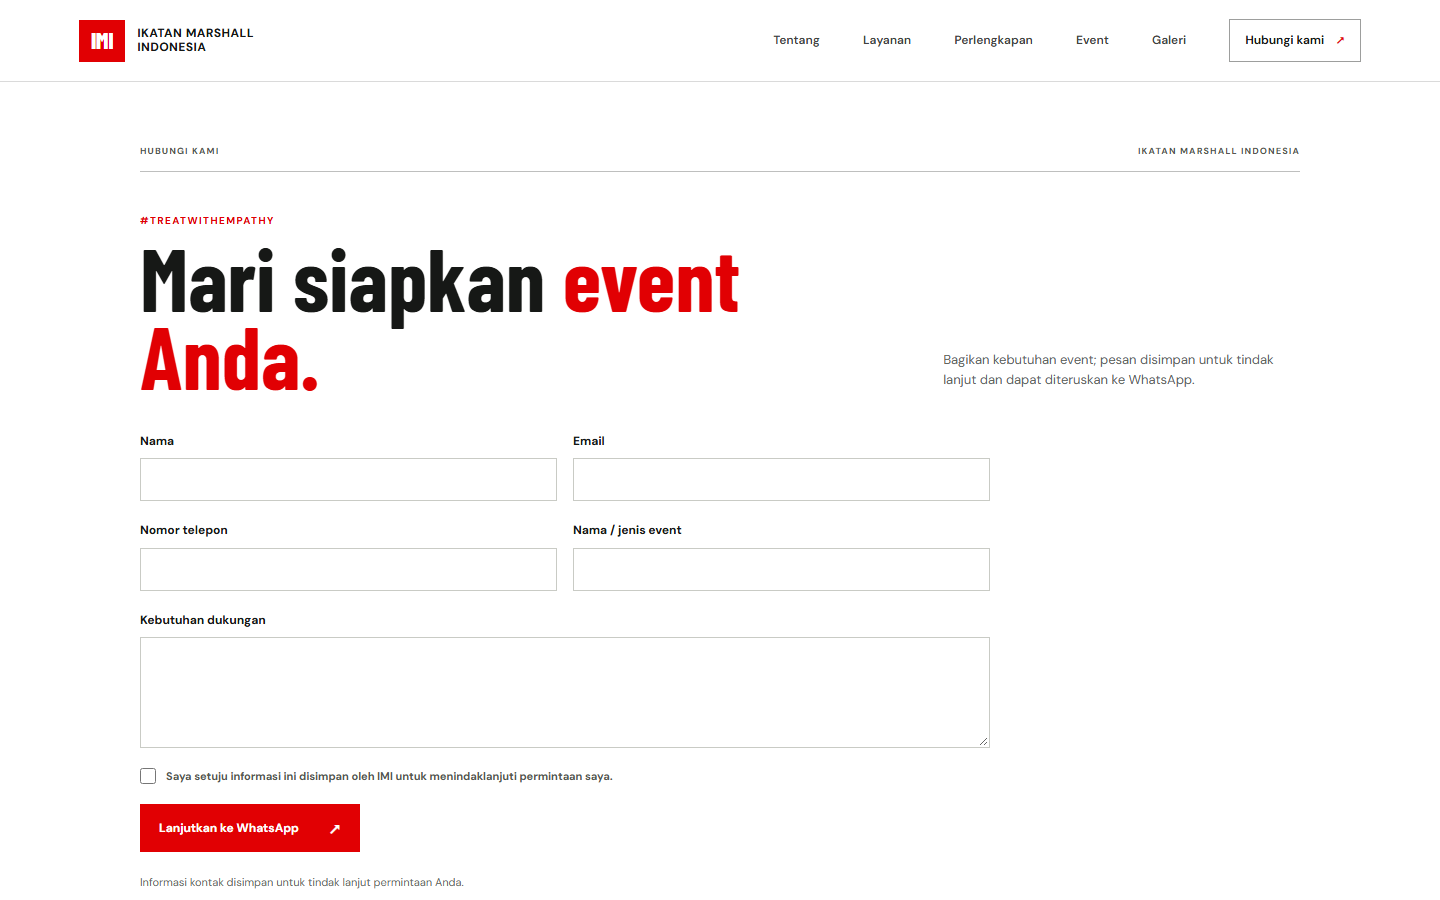 IMI
IKATAN MARSHALL
INDONESIA
Tentang
Layanan
Perlengkapan
Event
Galeri
Hubungi kami ↗
HUBUNGI KAMI
IKATAN MARSHALL INDONESIA
#TREATWITHEMPATHY
Mari siapkan event
Anda.
Bagikan kebutuhan event; pesan disimpan untuk tindak
lanjut dan dapat diteruskan ke WhatsApp.
Nama
Email
Nomor telepon
Nama / jenis event
Kebutuhan dukungan
Saya setuju informasi ini disimpan oleh IMI untuk menindaklanjuti permintaan saya.
Lanjutkan ke WhatsApp ↗
Informasi kontak disimpan untuk tindak lanjut permintaan Anda.